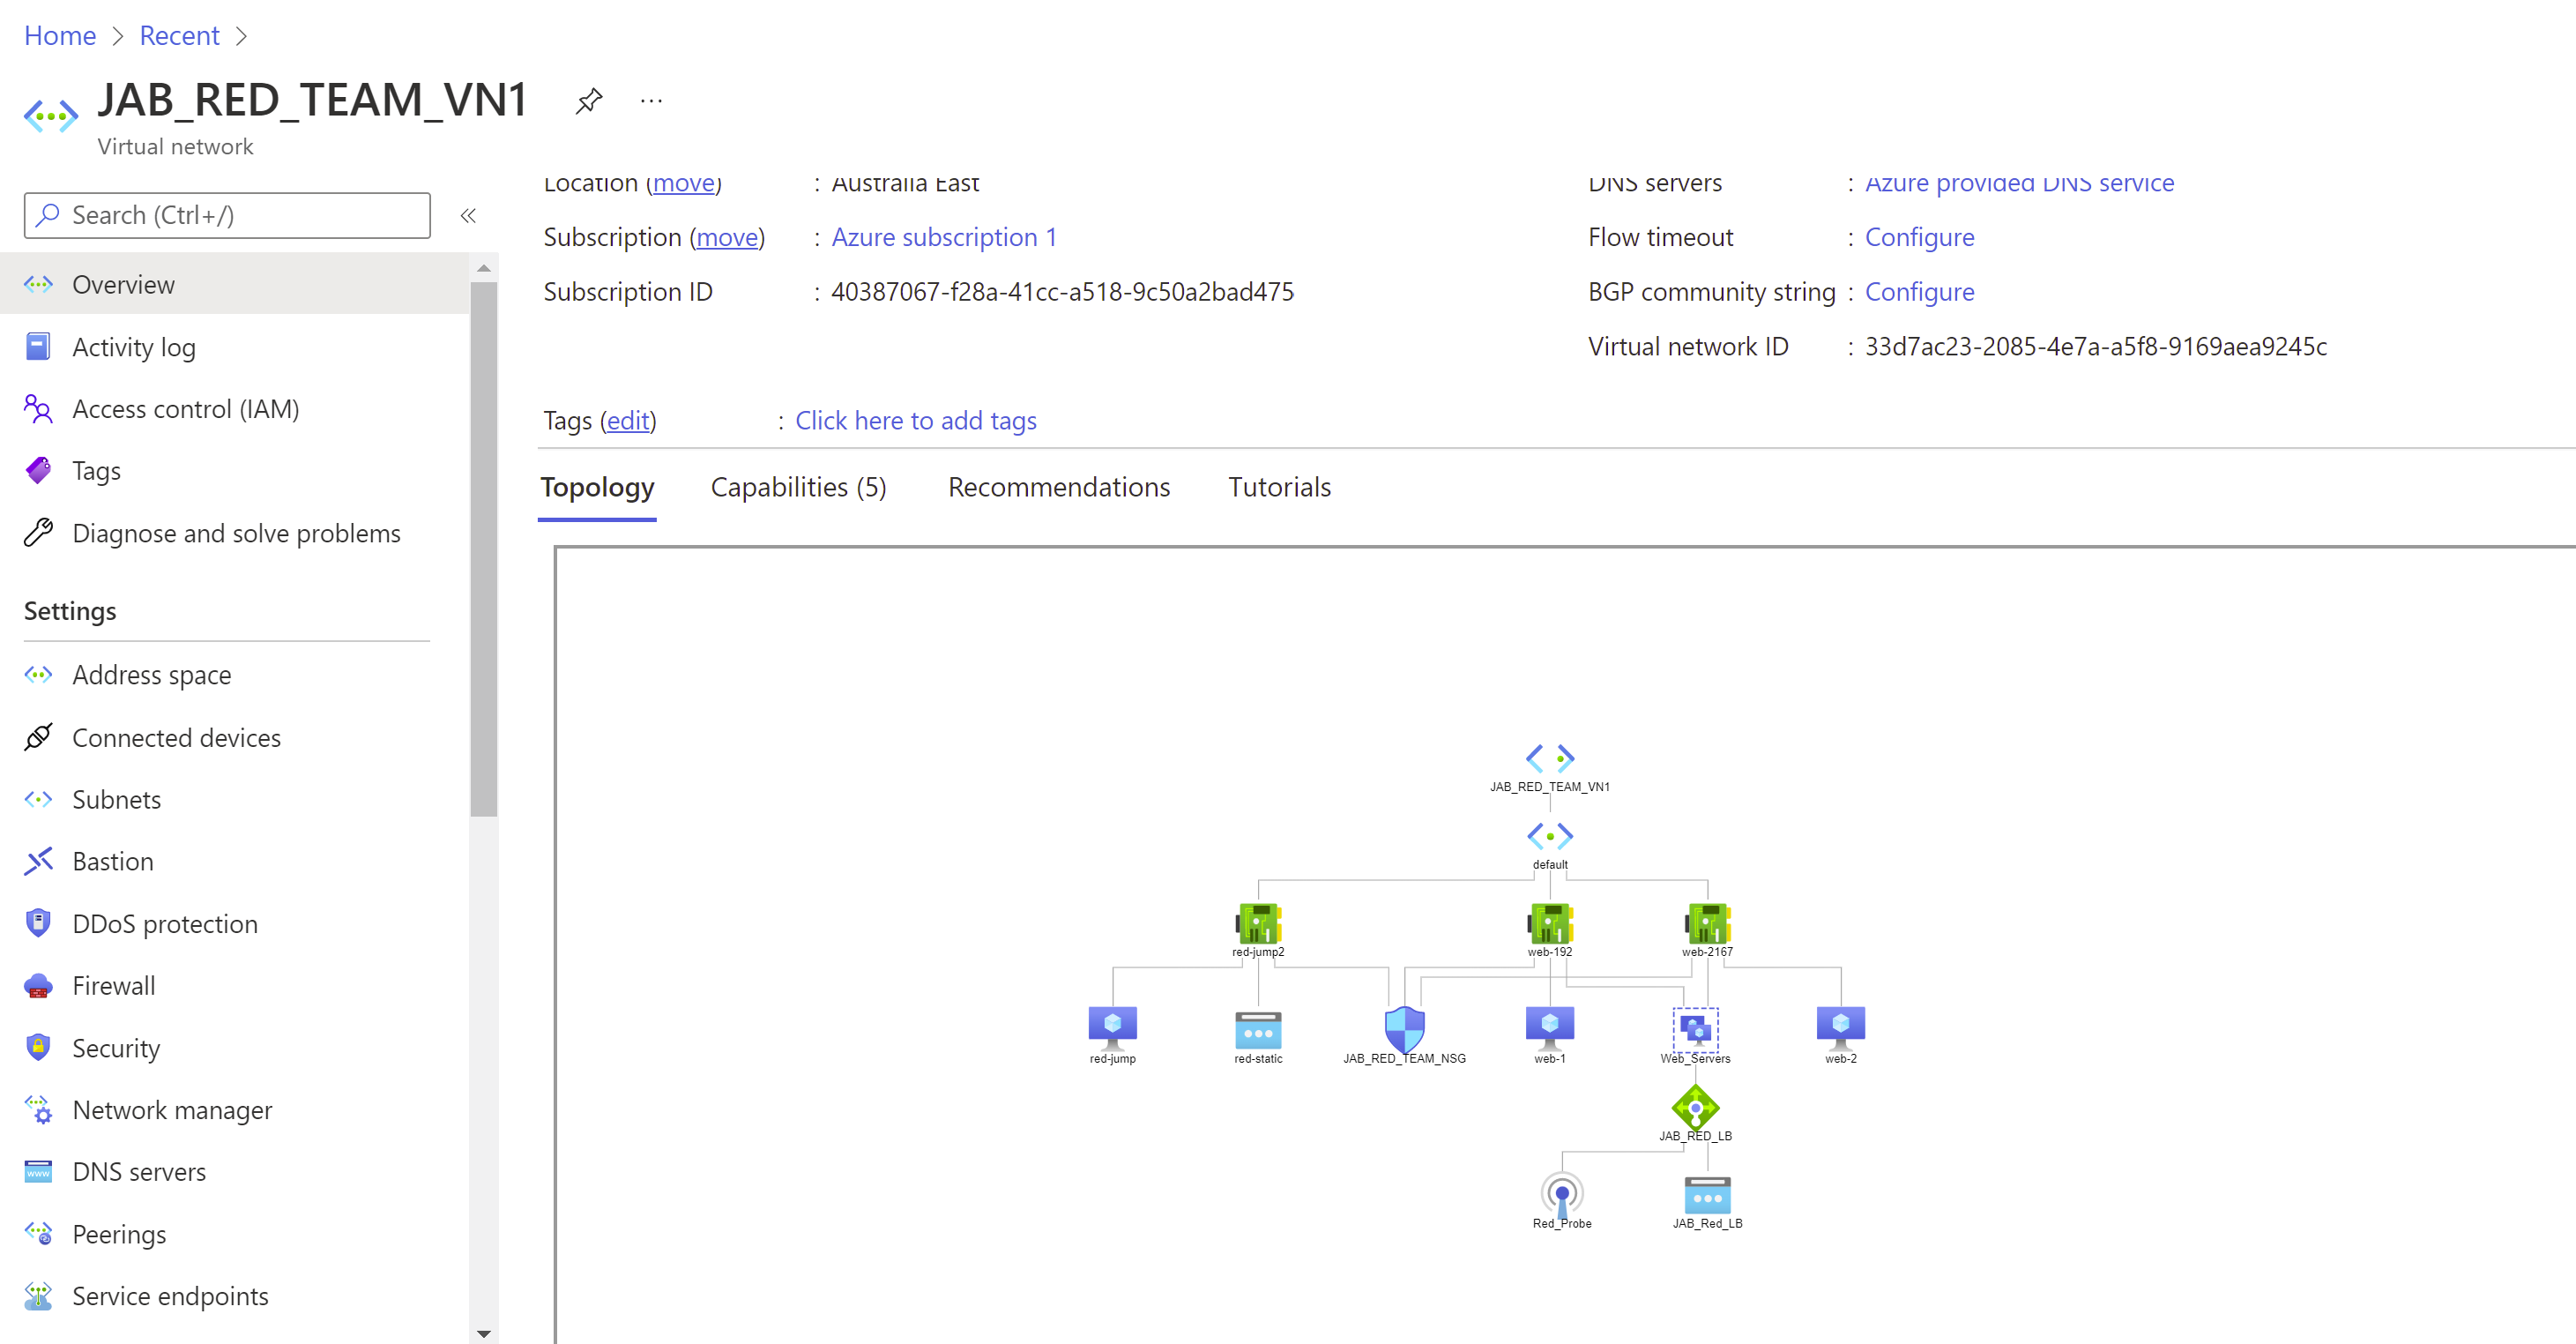 Home > Recent >
JAB_RED_TEAM_VN1 ...
Virtual network
Search (Ctrl+/) «
Overview
Activity log
Access control (IAM)
Tags
Diagnose and solve problems
Settings
Address space
Connected devices
Subnets
Bastion
DDoS protection
Firewall
Security
Network manager
DNS servers
Peerings
Service endpoints
Location (move) : Australia East
Subscription (move) : Azure subscription 1
Subscription ID : 40387067-f28a-41cc-a518-9c50a2bad475
DNS servers : Azure provided DNS service
Flow timeout : Configure
BGP community string : Configure
Virtual network ID : 33d7ac23-2085-4e7a-a5f8-9169aea9245c
Tags (edit) : Click here to add tags
Topology Capabilities (5) Recommendations Tutorials
JAB_RED_TEAM_VN1
default
red-jump2 web-192 web-2167
red-jump red-static JAB_RED_TEAM_NSG web-1 Web_Servers web-2
JAB_RED_LB
Red_Probe JAB_Red_LB